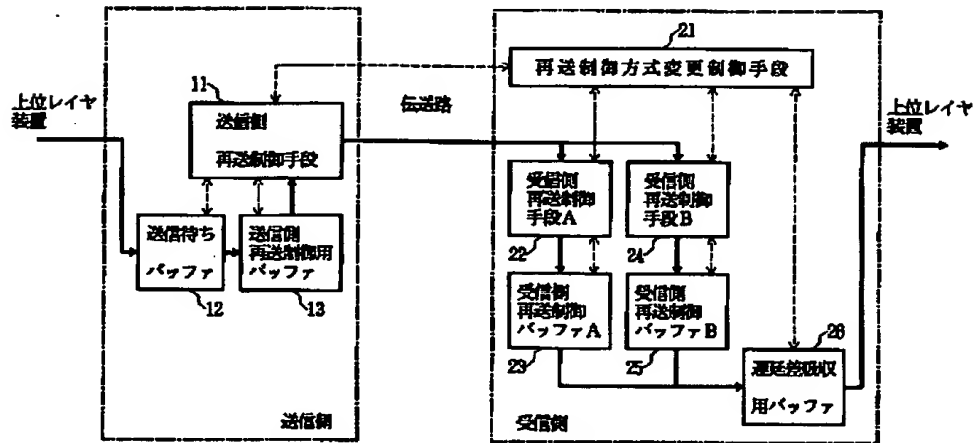 21
再送制御方式変更制御手段
11
上位レイヤ
装置
送信側
再送制御手段
伝送路
上位レイヤ
装置
受信側
再送制御
手段A
受信側
再送制御
手段B
22
24
送信待ち
バッファ
送信側
再送制御用
バッファ
12
13
受信側
再送制御
バッファA
受信側
再送制御
バッファB
23
25
26
遅延差吸収
用バッファ
送信側
受信側